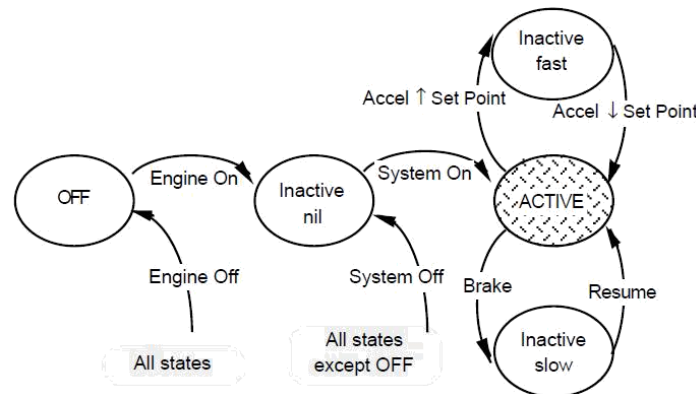 Inactive
fast
Accel ↑ Set Point
Accel ↓ Set Point
OFF
Engine On
Inactive
nil
System On
ACTIVE
Engine Off
System Off
Brake
Resume
All states
All states
except OFF
Inactive
slow